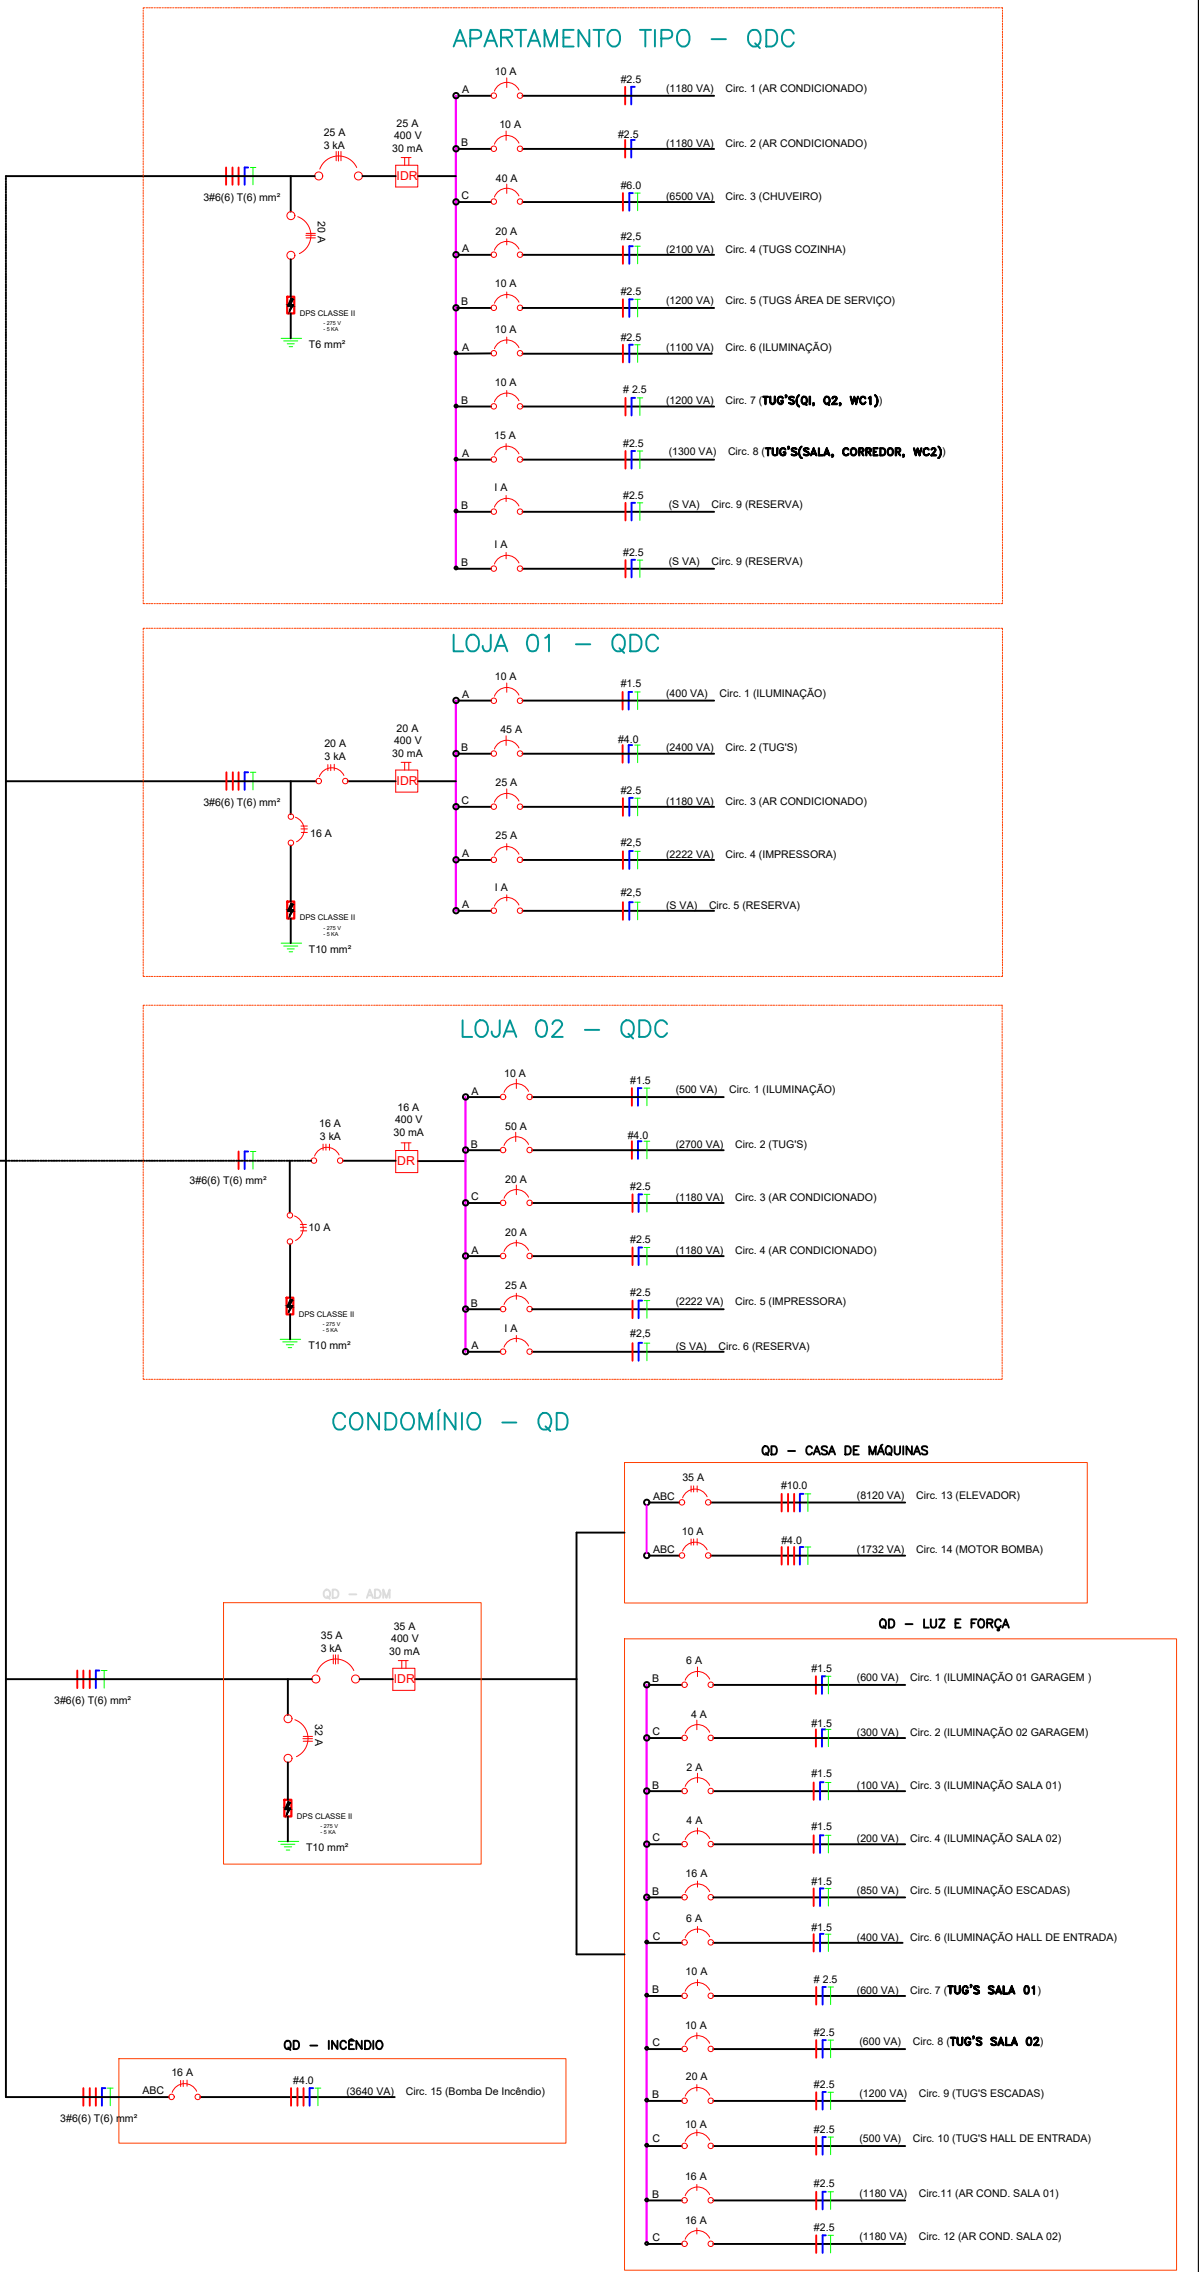 APARTAMENTO TIPO - QDC
25 A
3 kA
25 A
400 V
30 mA
IDR
3#6(6) T(6) mm²
20 A
DPS CLASSE II
- 275 V
- 5 KA
T6 mm²
A 10 A #2.5 (1180 VA) Circ. 1 (AR CONDICIONADO)
B 10 A #2.5 (1180 VA) Circ. 2 (AR CONDICIONADO)
C 40 A #6.0 (6500 VA) Circ. 3 (CHUVEIRO)
A 20 A #2,5 (2100 VA) Circ. 4 (TUGS COZINHA)
B 10 A #2.5 (1200 VA) Circ. 5 (TUGS ÁREA DE SERVIÇO)
A 10 A #2.5 (1100 VA) Circ. 6 (ILUMINAÇÃO)
B 10 A # 2.5 (1200 VA) Circ. 7 (TUG'S(QI, Q2, WC1))
A 15 A #2.5 (1300 VA) Circ. 8 (TUG'S(SALA, CORREDOR, WC2))
B I A #2.5 (S VA) Circ. 9 (RESERVA)
B I A #2.5 (S VA) Circ. 9 (RESERVA)
LOJA 01 - QDC
20 A
3 kA
20 A
400 V
30 mA
IDR
3#6(6) T(6) mm²
16 A
DPS CLASSE II
- 275 V
- 5 KA
T10 mm²
A 10 A #1.5 (400 VA) Circ. 1 (ILUMINAÇÃO)
B 45 A #4.0 (2400 VA) Circ. 2 (TUG'S)
C 25 A #2.5 (1180 VA) Circ. 3 (AR CONDICIONADO)
A 25 A #2,5 (2222 VA) Circ. 4 (IMPRESSORA)
A I A #2,5 (S VA) Circ. 5 (RESERVA)
LOJA 02 - QDC
16 A
3 kA
16 A
400 V
30 mA
DR
3#6(6) T(6) mm²
10 A
DPS CLASSE II
- 275 V
- 5 KA
T10 mm²
A 10 A #1.5 (500 VA) Circ. 1 (ILUMINAÇÃO)
B 50 A #4.0 (2700 VA) Circ. 2 (TUG'S)
C 20 A #2.5 (1180 VA) Circ. 3 (AR CONDICIONADO)
A 20 A #2.5 (1180 VA) Circ. 4 (AR CONDICIONADO)
B 25 A #2.5 (2222 VA) Circ. 5 (IMPRESSORA)
A I A #2,5 (S VA) Circ. 6 (RESERVA)
CONDOMÍNIO - QD
QD - CASA DE MÁQUINAS
ABC 35 A #10.0 (8120 VA) Circ. 13 (ELEVADOR)
ABC 10 A #4.0 (1732 VA) Circ. 14 (MOTOR BOMBA)
QD - ADM
35 A
3 kA
35 A
400 V
30 mA
IDR
3#6(6) T(6) mm²
32 A
DPS CLASSE II
- 275 V
- 5 KA
T10 mm²
QD - LUZ E FORÇA
B 6 A #1.5 (600 VA) Circ. 1 (ILUMINAÇÃO 01 GARAGEM )
C 4 A #1.5 (300 VA) Circ. 2 (ILUMINAÇÃO 02 GARAGEM)
B 2 A #1.5 (100 VA) Circ. 3 (ILUMINAÇÃO SALA 01)
C 4 A #1.5 (200 VA) Circ. 4 (ILUMINAÇÃO SALA 02)
B 16 A #1.5 (850 VA) Circ. 5 (ILUMINAÇÃO ESCADAS)
C 6 A #1.5 (400 VA) Circ. 6 (ILUMINAÇÃO HALL DE ENTRADA)
B 10 A # 2.5 (600 VA) Circ. 7 (TUG'S SALA 01)
C 10 A #2.5 (600 VA) Circ. 8 (TUG'S SALA 02)
B 20 A #2.5 (1200 VA) Circ. 9 (TUG'S ESCADAS)
C 10 A #2.5 (500 VA) Circ. 10 (TUG'S HALL DE ENTRADA)
B 16 A #2.5 (1180 VA) Circ.11 (AR COND. SALA 01)
C 16 A #2.5 (1180 VA) Circ. 12 (AR COND. SALA 02)
QD - INCÊNDIO
3#6(6) T(6) mm²
ABC 16 A #4.0 (3640 VA) Circ. 15 (Bomba De Incêndio)